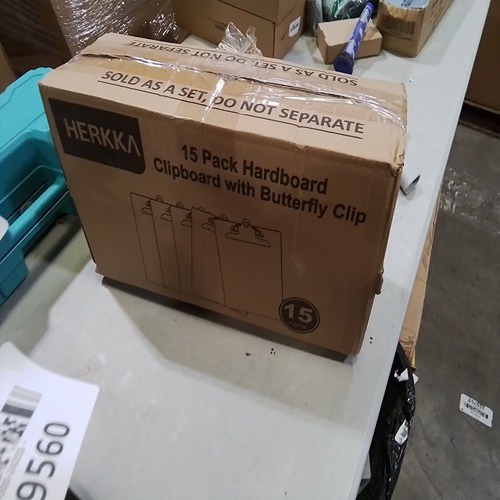 SOLD AS A SET, DO NOT SEPARATE
SOLD AS A SET, DO NOT SEPARATE
HERKKA
15 Pack Hardboard
Clipboard with Butterfly Clip
15
9560